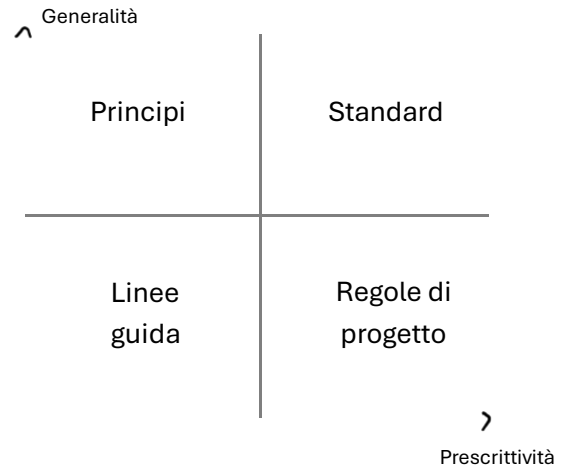 Generalità
Principi
Standard
Linee
guida
Regole di
progetto
Prescrittività